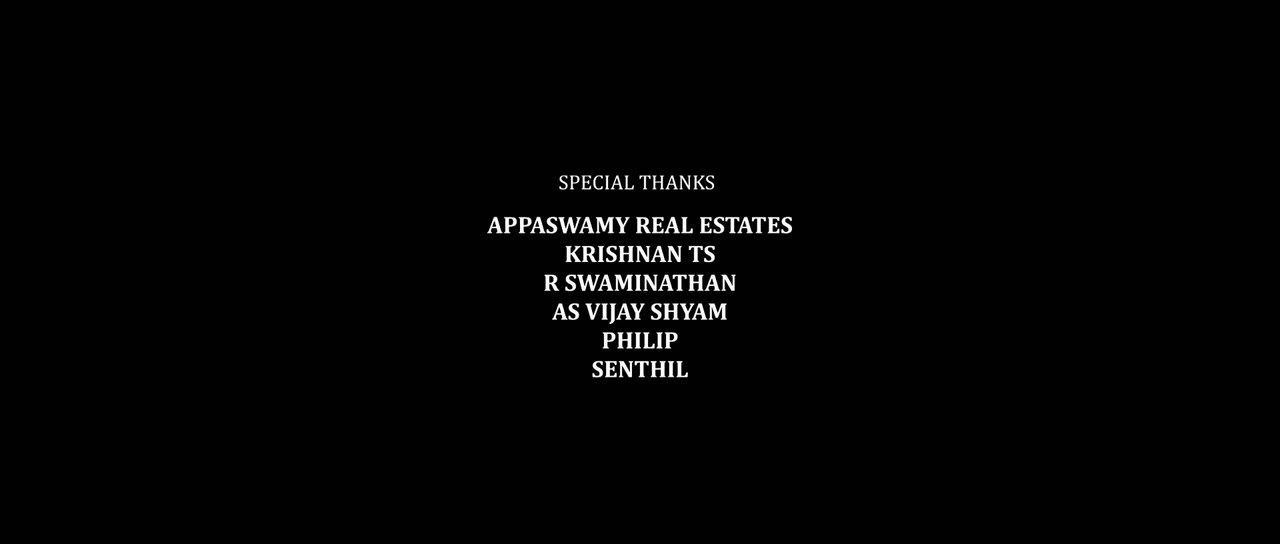 SPECIAL THANKS
APPASWAMY REAL ESTATES
KRISHNAN TS
R SWAMINATHAN
AS VIJAY SHYAM
PHILIP
SENTHIL